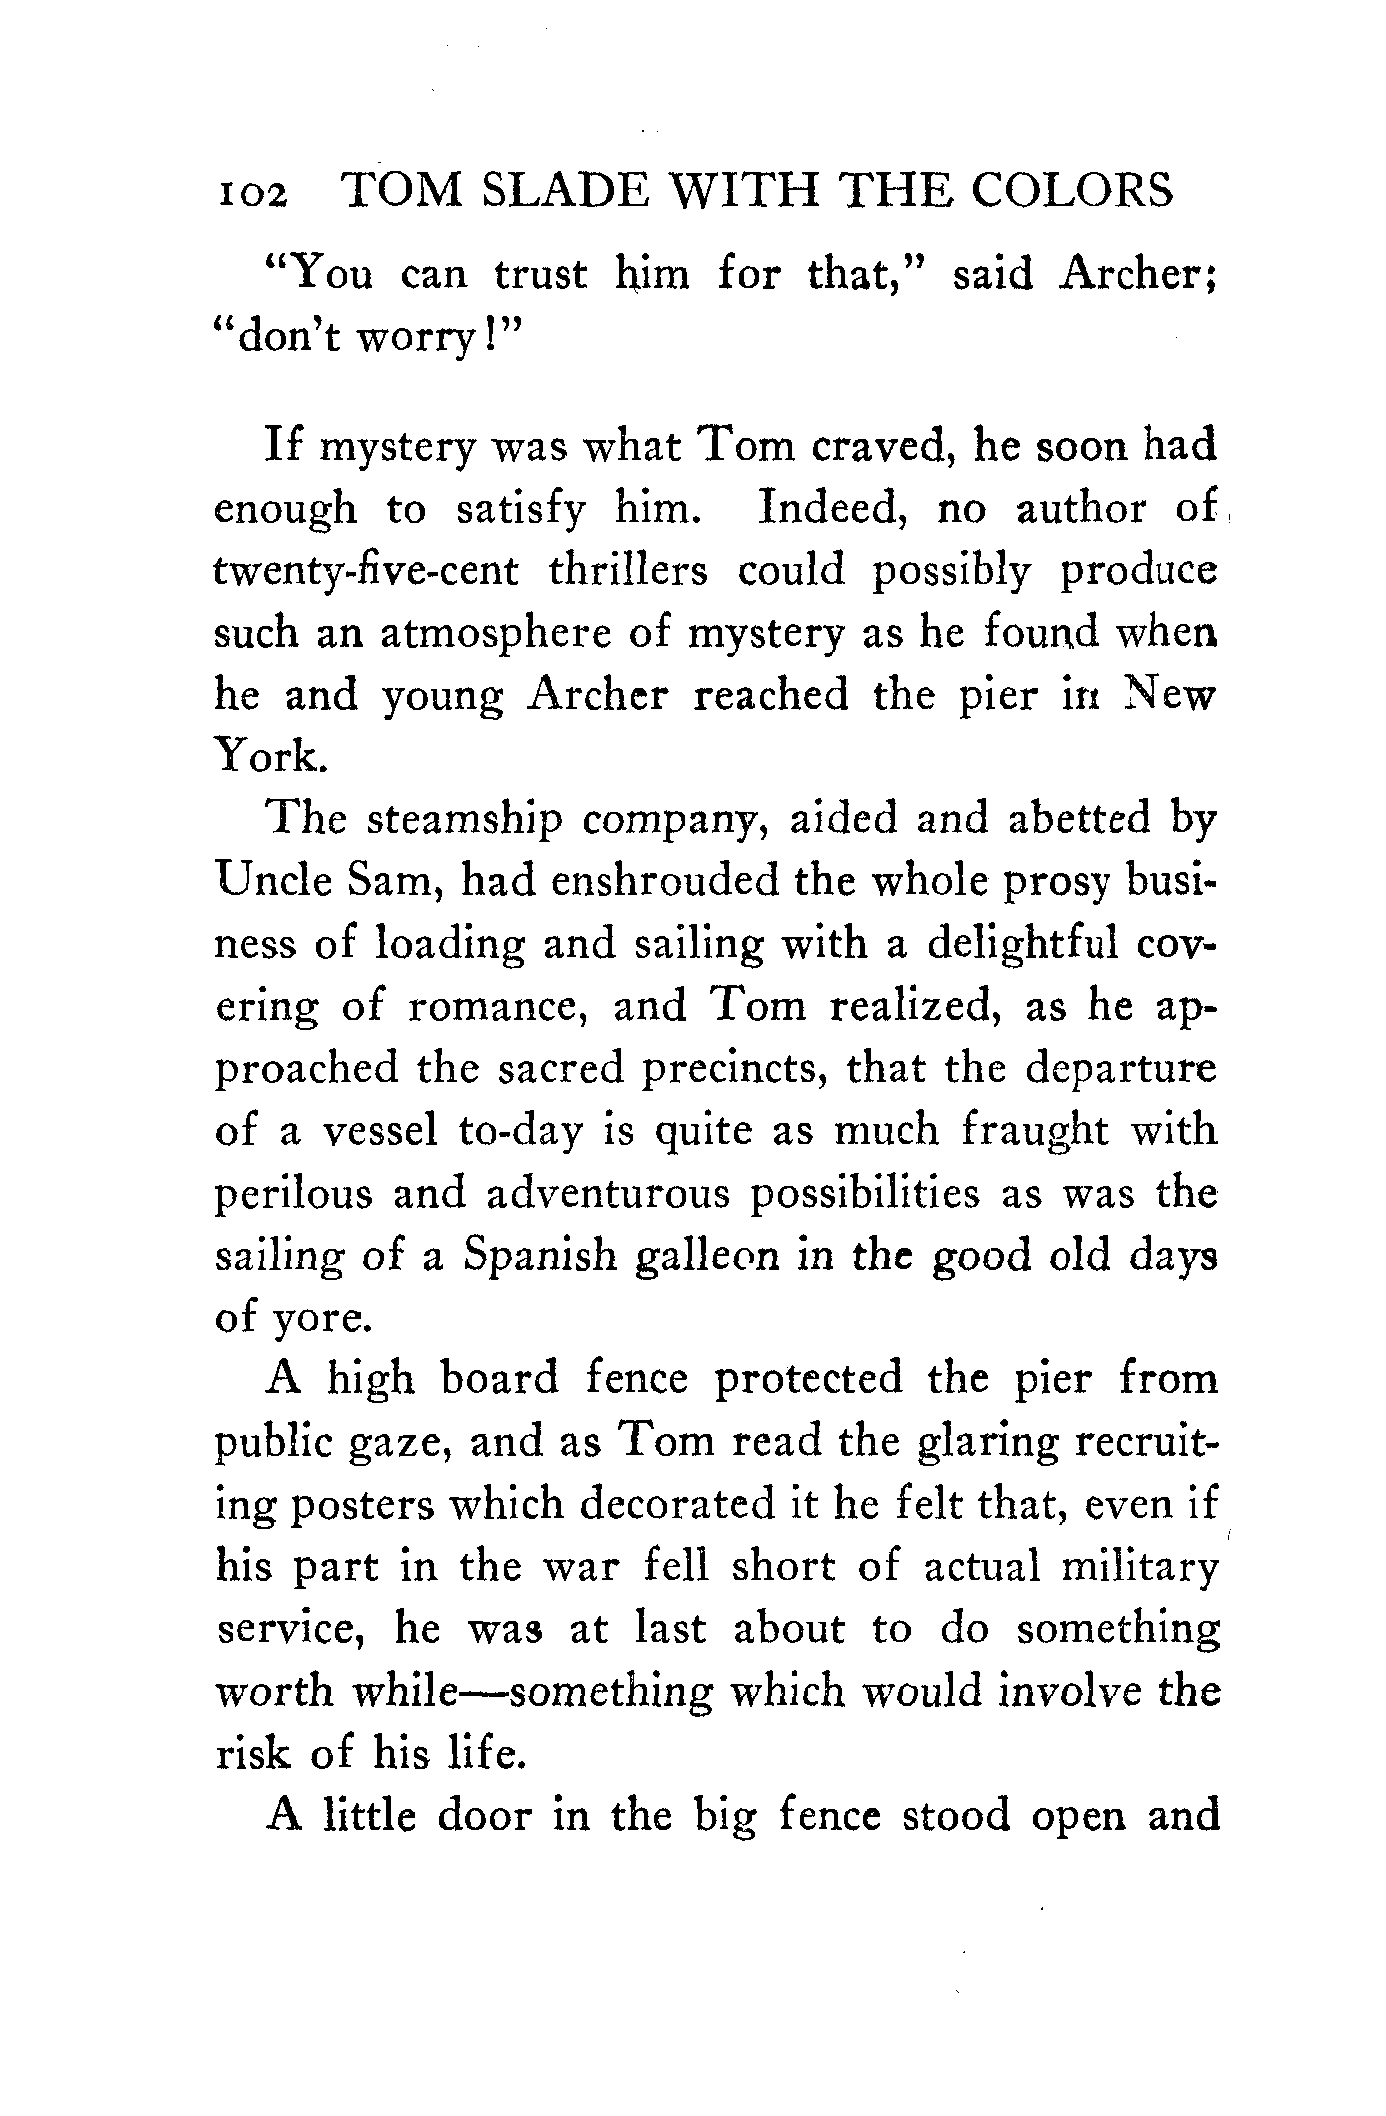 102 TOM SLADE WITH THE COLORS
"You can trust him for that," said Archer;
"don't worry!"
If mystery was what Tom craved, he soon had
enough to satisfy him. Indeed, no author of
twenty-five-cent thrillers could possibly produce
such an atmosphere of mystery as he found when
he and young Archer reached the pier in New
York.
The steamship company, aided and abetted by
Uncle Sam, had enshrouded the whole prosy busi-
ness of loading and sailing with a delightful cov-
ering of romance, and Tom realized, as he ap-
proached the sacred precincts, that the departure
of a vessel to-day is quite as much fraught with
perilous and adventurous possibilities as was the
sailing of a Spanish galleon in the good old days
of yore.
A high board fence protected the pier from
public gaze, and as Tom read the glaring recruit-
ing posters which decorated it he felt that, even if
his part in the war fell short of actual military
service, he was at last about to do something
worth while—something which would involve the
risk of his life.
A little door in the big fence stood open and